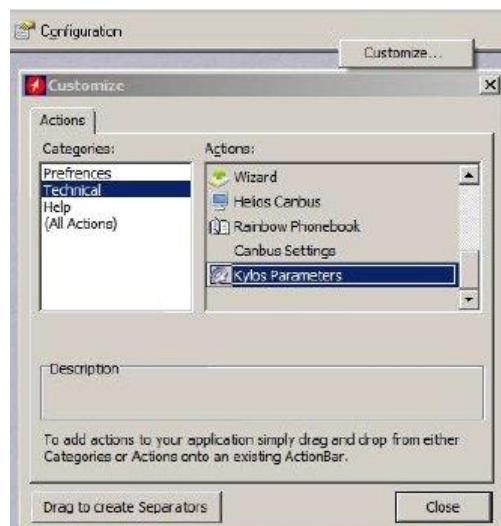 Configuration
Customize...
Customize
Actions
Categories:
Actions:
Prefrences
Technical
Help
(All Actions)
Wizard
Helios Canbus
Rainbow Phonebook
Canbus Settings
Kylos Parameters
Description
To add actions to your application simply drag and drop from either
Categories or Actions onto an existing ActionBar.
Drag to create Separators
Close